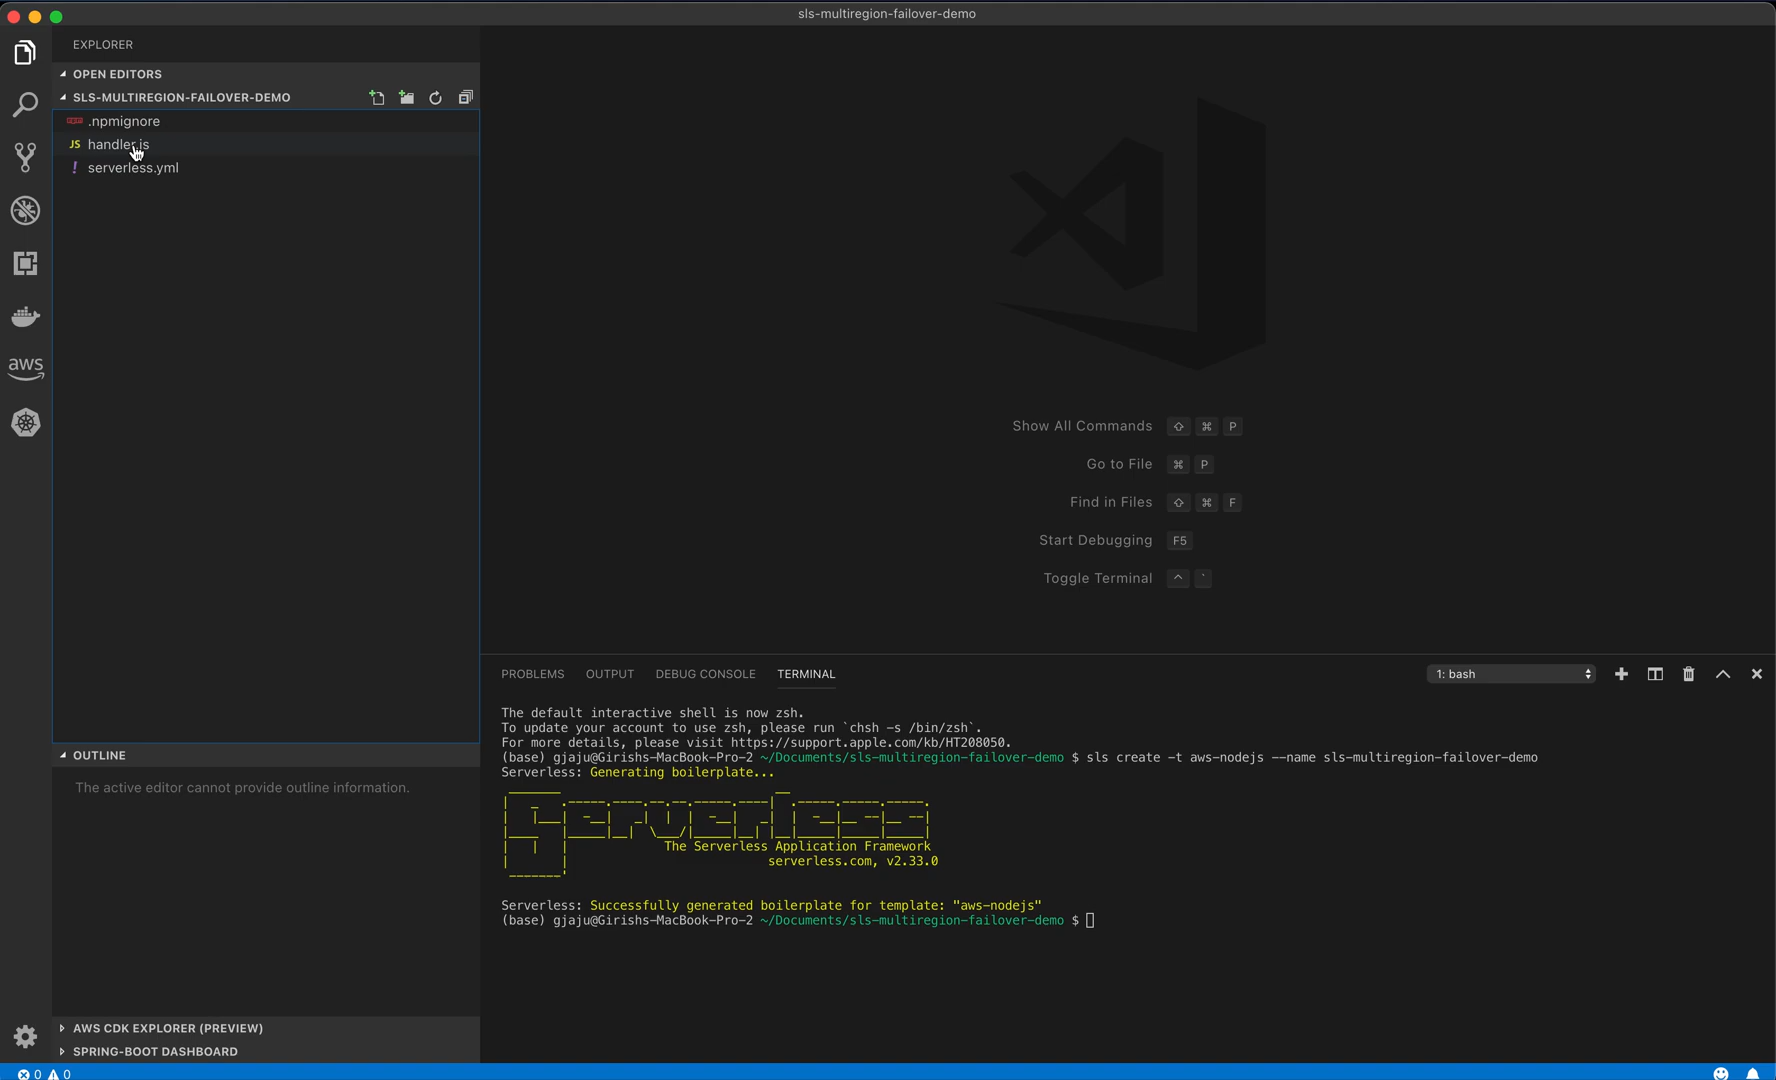 sls-multiregion-failover-demo
EXPLORER
OPEN EDITORS
SLS-MULTIREGION-FAILOVER-DEMO
.npmignore
JS handler.js
! serverless.yml
aws
Show All Commands ⇧ ⌘ P
Go to File ⌘ P
Find in Files ⇧ ⌘ F
Start Debugging F5
Toggle Terminal ^ `
PROBLEMS OUTPUT DEBUG CONSOLE TERMINAL 1: bash
The default interactive shell is now zsh.
To update your account to use zsh, please run `chsh -s /bin/zsh`.
For more details, please visit https://support.apple.com/kb/HT208050.
(base) gjaju@Girishs-MacBook-Pro-2 ~/Documents/sls-multiregion-failover-demo $ sls create -t aws-nodejs --name sls-multiregion-failover-demo
Serverless: Generating boilerplate...
Serverless
The Serverless Application Framework
serverless.com, v2.33.0
Serverless: Successfully generated boilerplate for template: "aws-nodejs"
(base) gjaju@Girishs-MacBook-Pro-2 ~/Documents/sls-multiregion-failover-demo $
OUTLINE
The active editor cannot provide outline information.
AWS CDK EXPLORER (PREVIEW)
SPRING-BOOT DASHBOARD
0 0